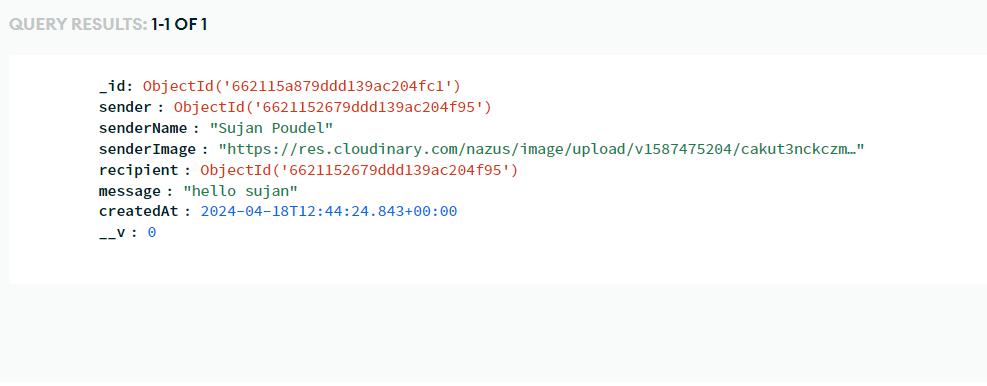 QUERY RESULTS: 1-1 OF 1
_id: ObjectId('662115a879ddd139ac204fc1')
sender : ObjectId('6621152679ddd139ac204f95')
senderName : "Sujan Poudel"
senderImage : "https://res.cloudinary.com/nazus/image/upload/v1587475204/cakut3nckczm…"
recipient : ObjectId('6621152679ddd139ac204f95')
message : "hello sujan"
createdAt : 2024-04-18T12:44:24.843+00:00
__v : 0